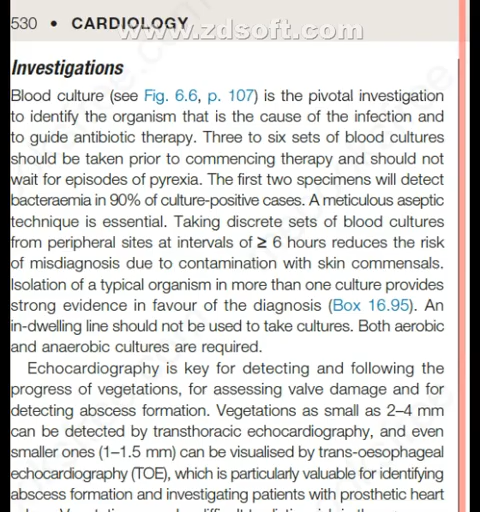 530 • CARDIOLOGY
www.zdsoft.com
Investigations
Blood culture (see Fig. 6.6, p. 107) is the pivotal investigation
to identify the organism that is the cause of the infection and
to guide antibiotic therapy. Three to six sets of blood cultures
should be taken prior to commencing therapy and should not
wait for episodes of pyrexia. The first two specimens will detect
bacteraemia in 90% of culture-positive cases. A meticulous aseptic
technique is essential. Taking discrete sets of blood cultures
from peripheral sites at intervals of ≥ 6 hours reduces the risk
of misdiagnosis due to contamination with skin commensals.
Isolation of a typical organism in more than one culture provides
strong evidence in favour of the diagnosis (Box 16.95). An
in-dwelling line should not be used to take cultures. Both aerobic
and anaerobic cultures are required.
Echocardiography is key for detecting and following the
progress of vegetations, for assessing valve damage and for
detecting abscess formation. Vegetations as small as 2–4 mm
can be detected by transthoracic echocardiography, and even
smaller ones (1–1.5 mm) can be visualised by trans-oesophageal
echocardiography (TOE), which is particularly valuable for identifying
abscess formation and investigating patients with prosthetic heart